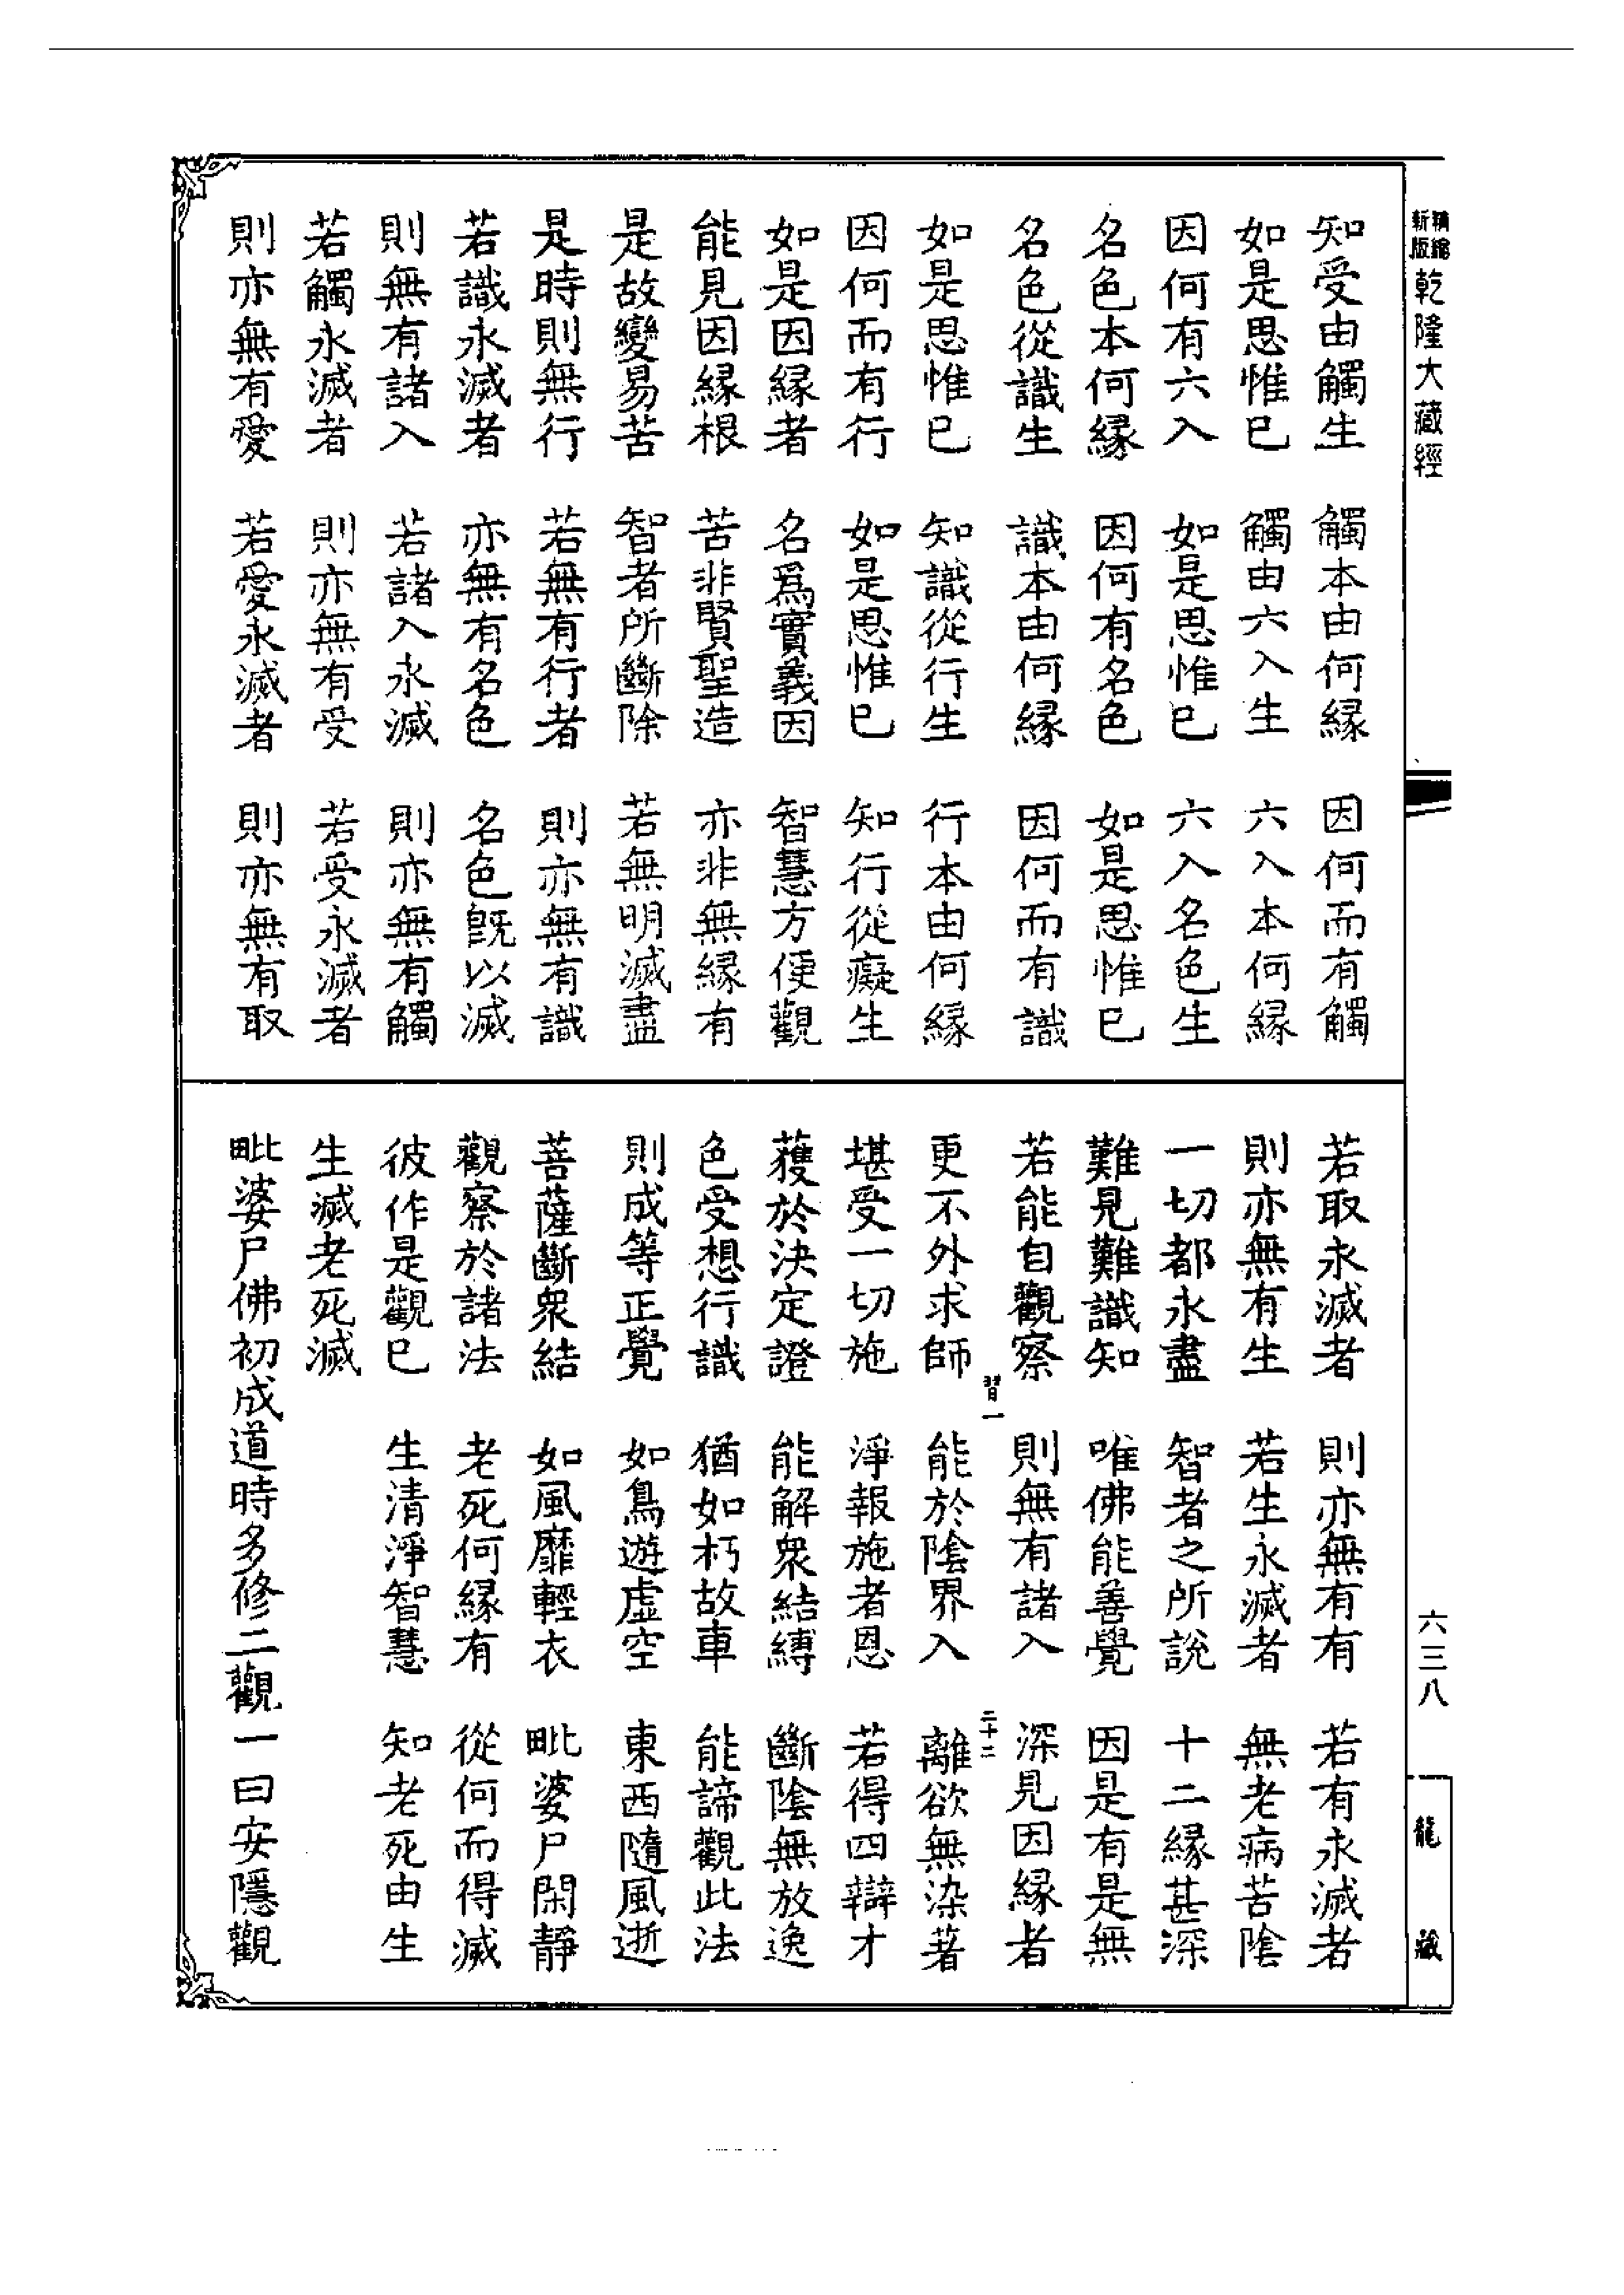 精縮新版乾隆大藏經
知受由觸生　觸本由何縁　因何而有觸
如是思惟已　觸由六入生　六入本何縁
因何有六入　如是思惟已　六入名色生
名色本何縁　因何有名色　如是思惟已
名色從識生　識本由何縁　因何而有識
如是思惟已　知識從行生　行本由何縁
因何而有行　如是思惟已　知行從癡生
如是因縁者　名爲實義因　智慧方便觀
能見因縁根　苦非賢聖造　亦非無縁有
是故變易苦　智者所斷除　若無明滅盡
是時則無行　若無有行者　則亦無有識
若識永滅者　亦無有名色　名色旣以滅
則無有諸入　若諸入永滅　則亦無有觸
若觸永滅者　則亦無有受　若受永滅者
則亦無有愛　若愛永滅者　則亦無有取
若取永滅者　則亦無有有　若有永滅者
則亦無有生　若生永滅者　無老病苦陰
一切都永盡　智者之所說　十二縁甚深
難見難識知　唯佛能善覺　因是有是無
若能自觀察　則無有諸入　深見因縁者
習一　二十二
更不外求師　能於陰界入　離欲無染著
堪受一切施　淨報施者恩　若得四辯才
獲於決定證　能解衆結縛　斷陰無放逸
色受想行識　猶如朽故車　能諦觀此法
則成等正覺　如鳥遊虛空　東西隨風逝
菩薩斷衆結　如風靡輕衣　毗婆尸閑靜
觀察於諸法　老死何縁有　從何而得滅
彼作是觀已　生清淨智慧　知老死由生
生滅老死滅
毗婆尸佛初成道時多修二觀一曰安隱觀
六三八
龍藏